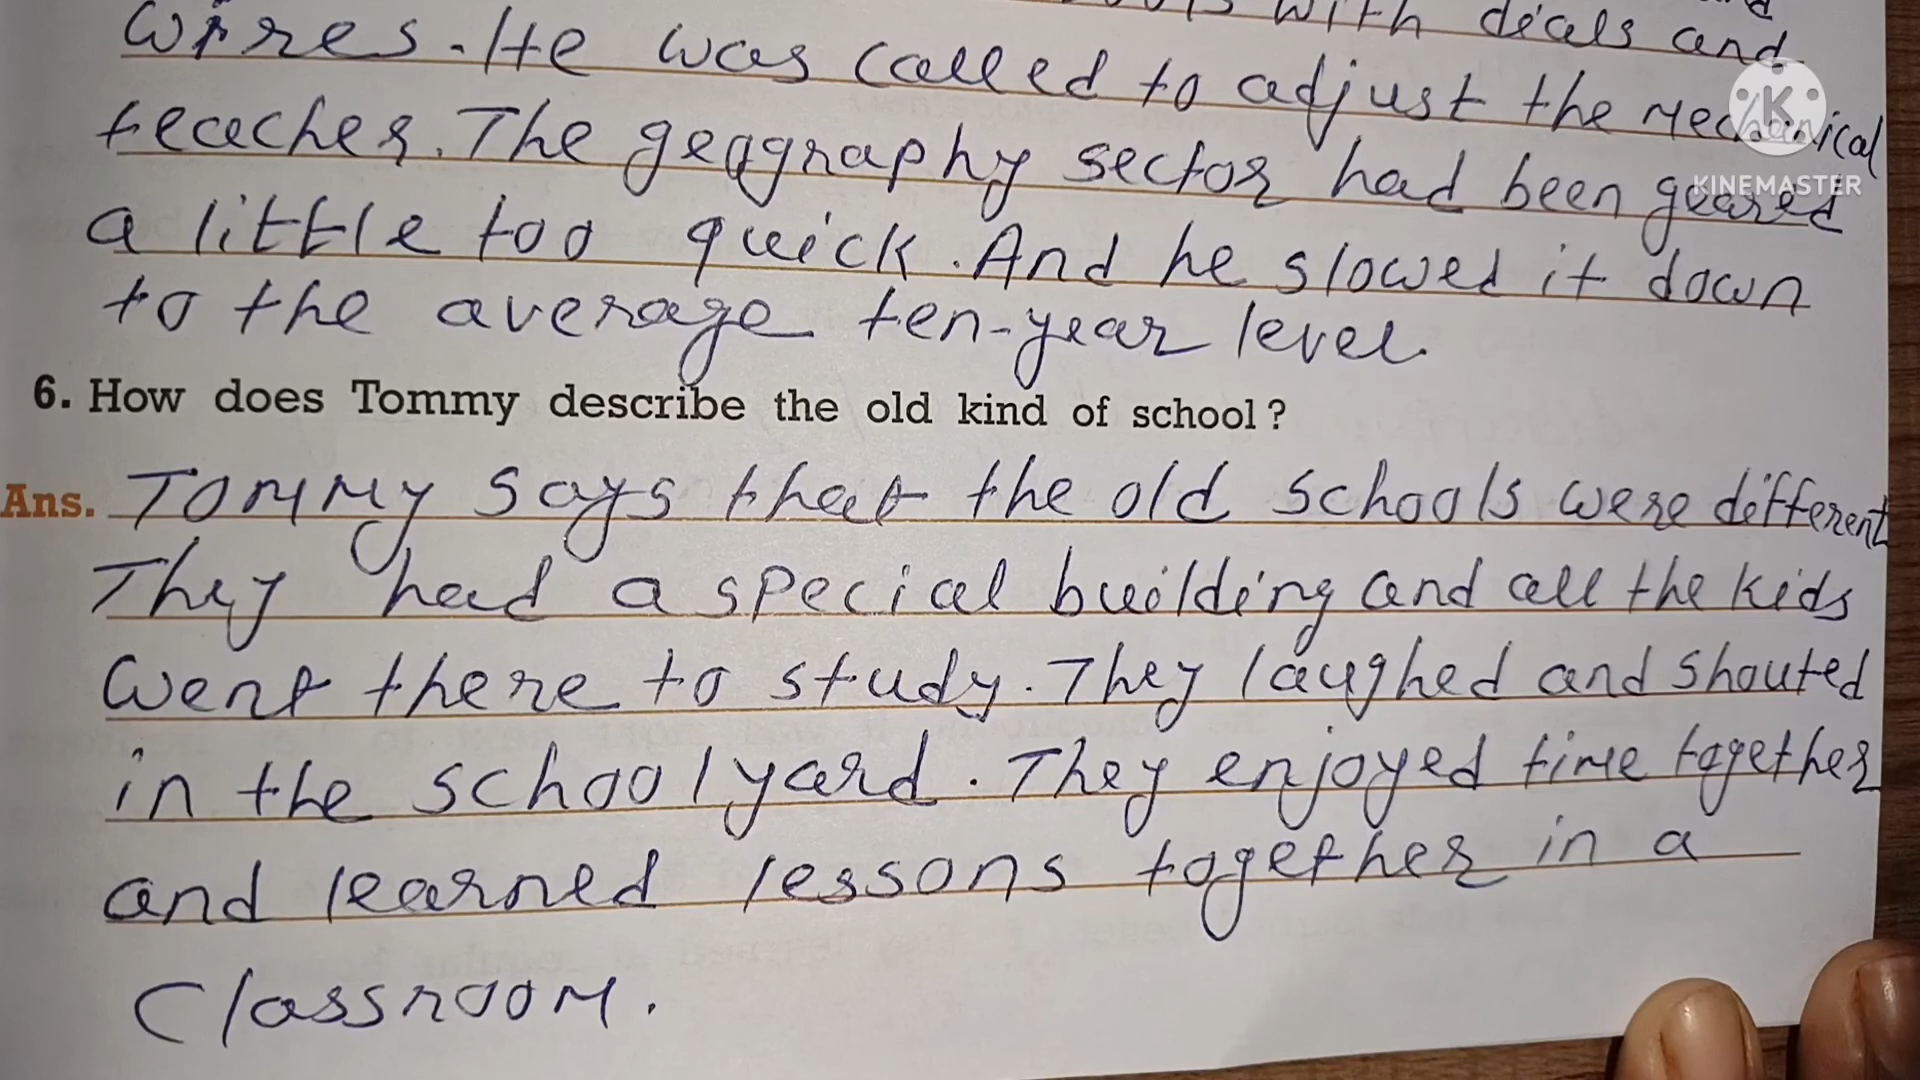 with dials and
wires. He was called to adjust the mechanical
teacher. The geography sector had been geared
a little too quick. And he slowed it down
to the average ten-year level.
6. How does Tommy describe the old kind of school?
Ans. Tommy says that the old schools were different
They had a special building and all the kids
went there to study. They laughed and shouted
in the schoolyard. They enjoyed time together
and learned lessons together in a
Classroom.
K
KINEMASTER